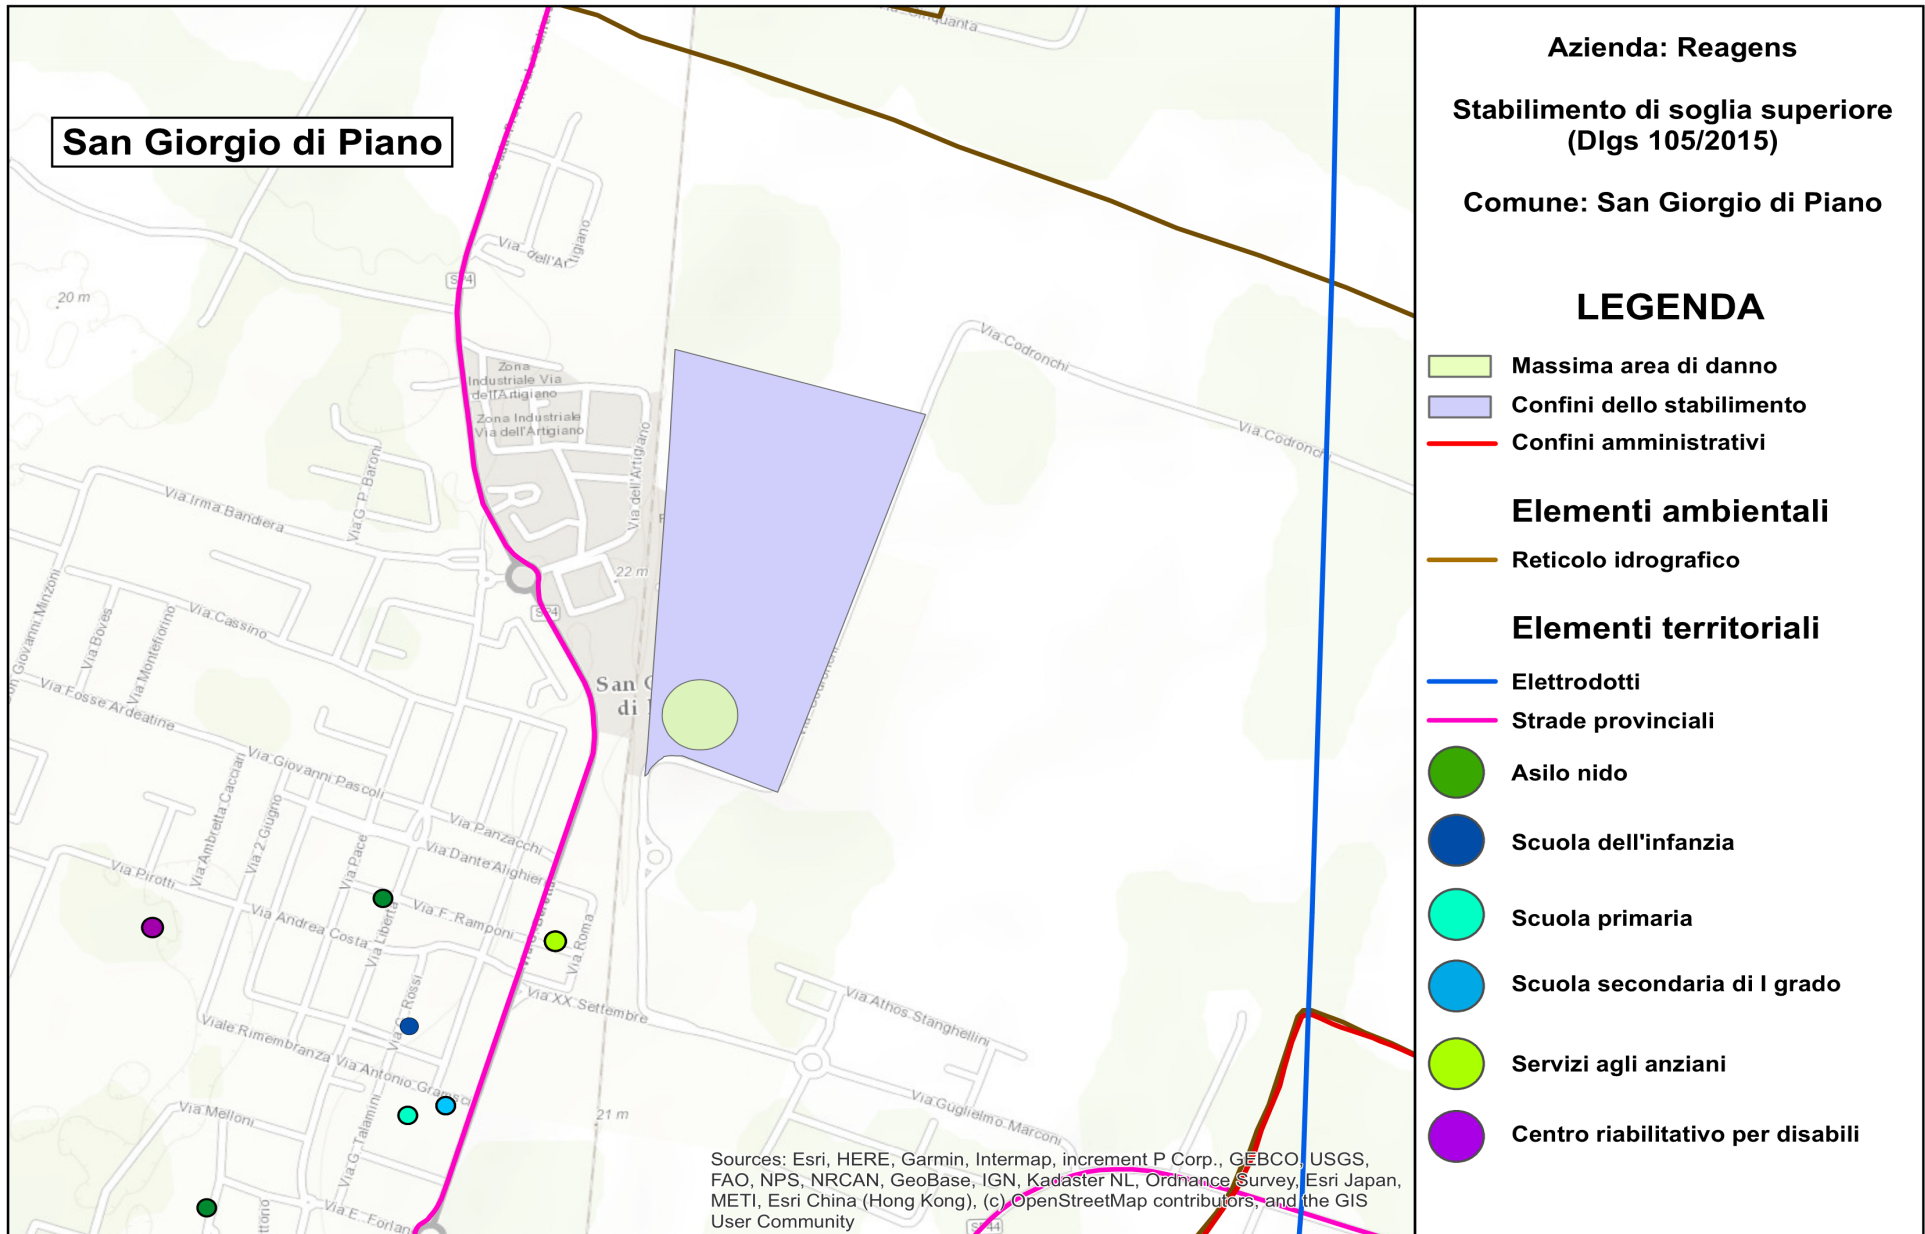 San Giorgio di Piano
Azienda: Reagens
Stabilimento di soglia superiore
(Dlgs 105/2015)
Comune: San Giorgio di Piano
LEGENDA
Massima area di danno
Confini dello stabilimento
Confini amministrativi
Elementi ambientali
Reticolo idrografico
Elementi territoriali
Elettrodotti
Strade provinciali
Asilo nido
Scuola dell'infanzia
Scuola primaria
Scuola secondaria di I grado
Servizi agli anziani
Centro riabilitativo per disabili
20 m
SP4
Via dell'Artigiano
Zona
Industriale Via
dell'Artigiano
Zona Industriale
Via dell'Artigiano
Via dell'Artigiano
Via G. P. Baroni
Via Irma Bandiera
22 m
SP4
Via Codronchi
Via Codronchi
Giovanni Minzoni
Via Boves
Via Montefiorino
Via Cassino
Via Fosse Ardeatine
San
di
Via Giovanni Pascoli
Via Ambretta Cacciari
Via 2 Giugno
Via Pace
Via Panzacchi
Via Dante Alighieri
Via Pirotti
Via Andrea Costa
Via Libertà
Via F. Ramponi
Via Roma
Via XX Settembre
Rossi
Viale Rimembranza
Via Antonio Gramsci
Via Melloni
Via G. Talamini
Via E. Forlan
Via Athos Stanghellini
Via Guglielmo Marconi
21 m
Sources: Esri, HERE, Garmin, Intermap, increment P Corp., GEBCO, USGS,
FAO, NPS, NRCAN, GeoBase, IGN, Kadaster NL, Ordnance Survey, Esri Japan,
METI, Esri China (Hong Kong), (c) OpenStreetMap contributors, and the GIS
User Community